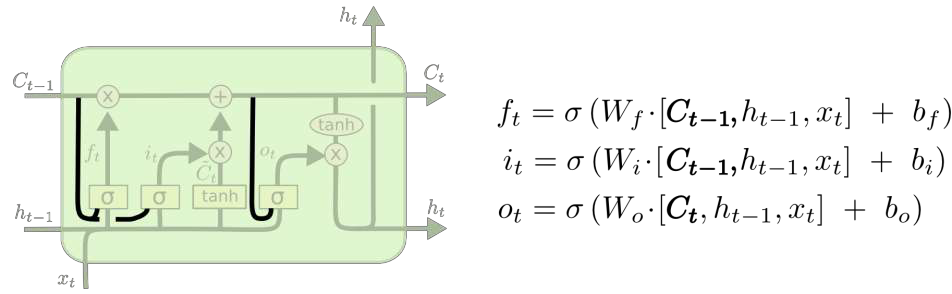 h_t
C_{t-1} C_t
x +
tanh
f_t i_t x o_t x
\tilde{C}_t
σ σ tanh σ
h_{t-1} h_t
x_t
f_t = σ (W_f·[C_{t-1}, h_{t-1}, x_t] + b_f)
i_t = σ (W_i·[C_{t-1}, h_{t-1}, x_t] + b_i)
o_t = σ (W_o·[C_t, h_{t-1}, x_t] + b_o)